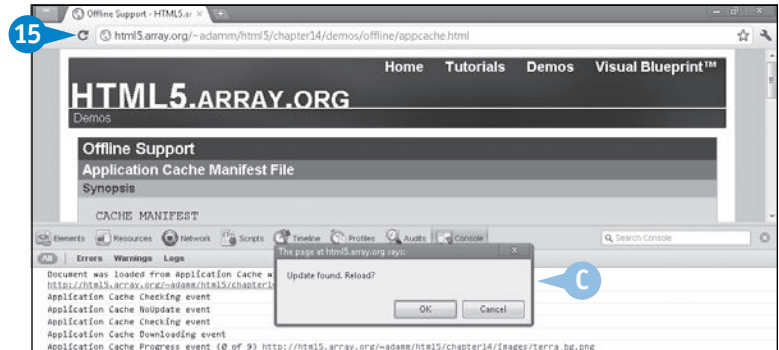 Offline Support - HTML5.ar
15
html5.array.org/~adamm/html5/chapter14/demos/offline/appcache.html
Home Tutorials Demos Visual Blueprint™
HTML5.ARRAY.ORG
Demos
Offline Support
Application Cache Manifest File
Synopsis
CACHE MANIFEST
Elements Resources Network Scripts Timeline Profiles Audits Console Search Console
All Errors Warnings Logs
The page at html5.array.org says:
Update found. Reload?
OK Cancel
C
Document was loaded from Application Cache w
http://html5.array.org/~adamm/html5/chapter1
Application Cache Checking event
Application Cache NoUpdate event
Application Cache Checking event
Application Cache Downloading event
Application Cache Progress event (0 of 9) http://html5.array.org/~adamm/html5/chapter14/images/terra_bg.png